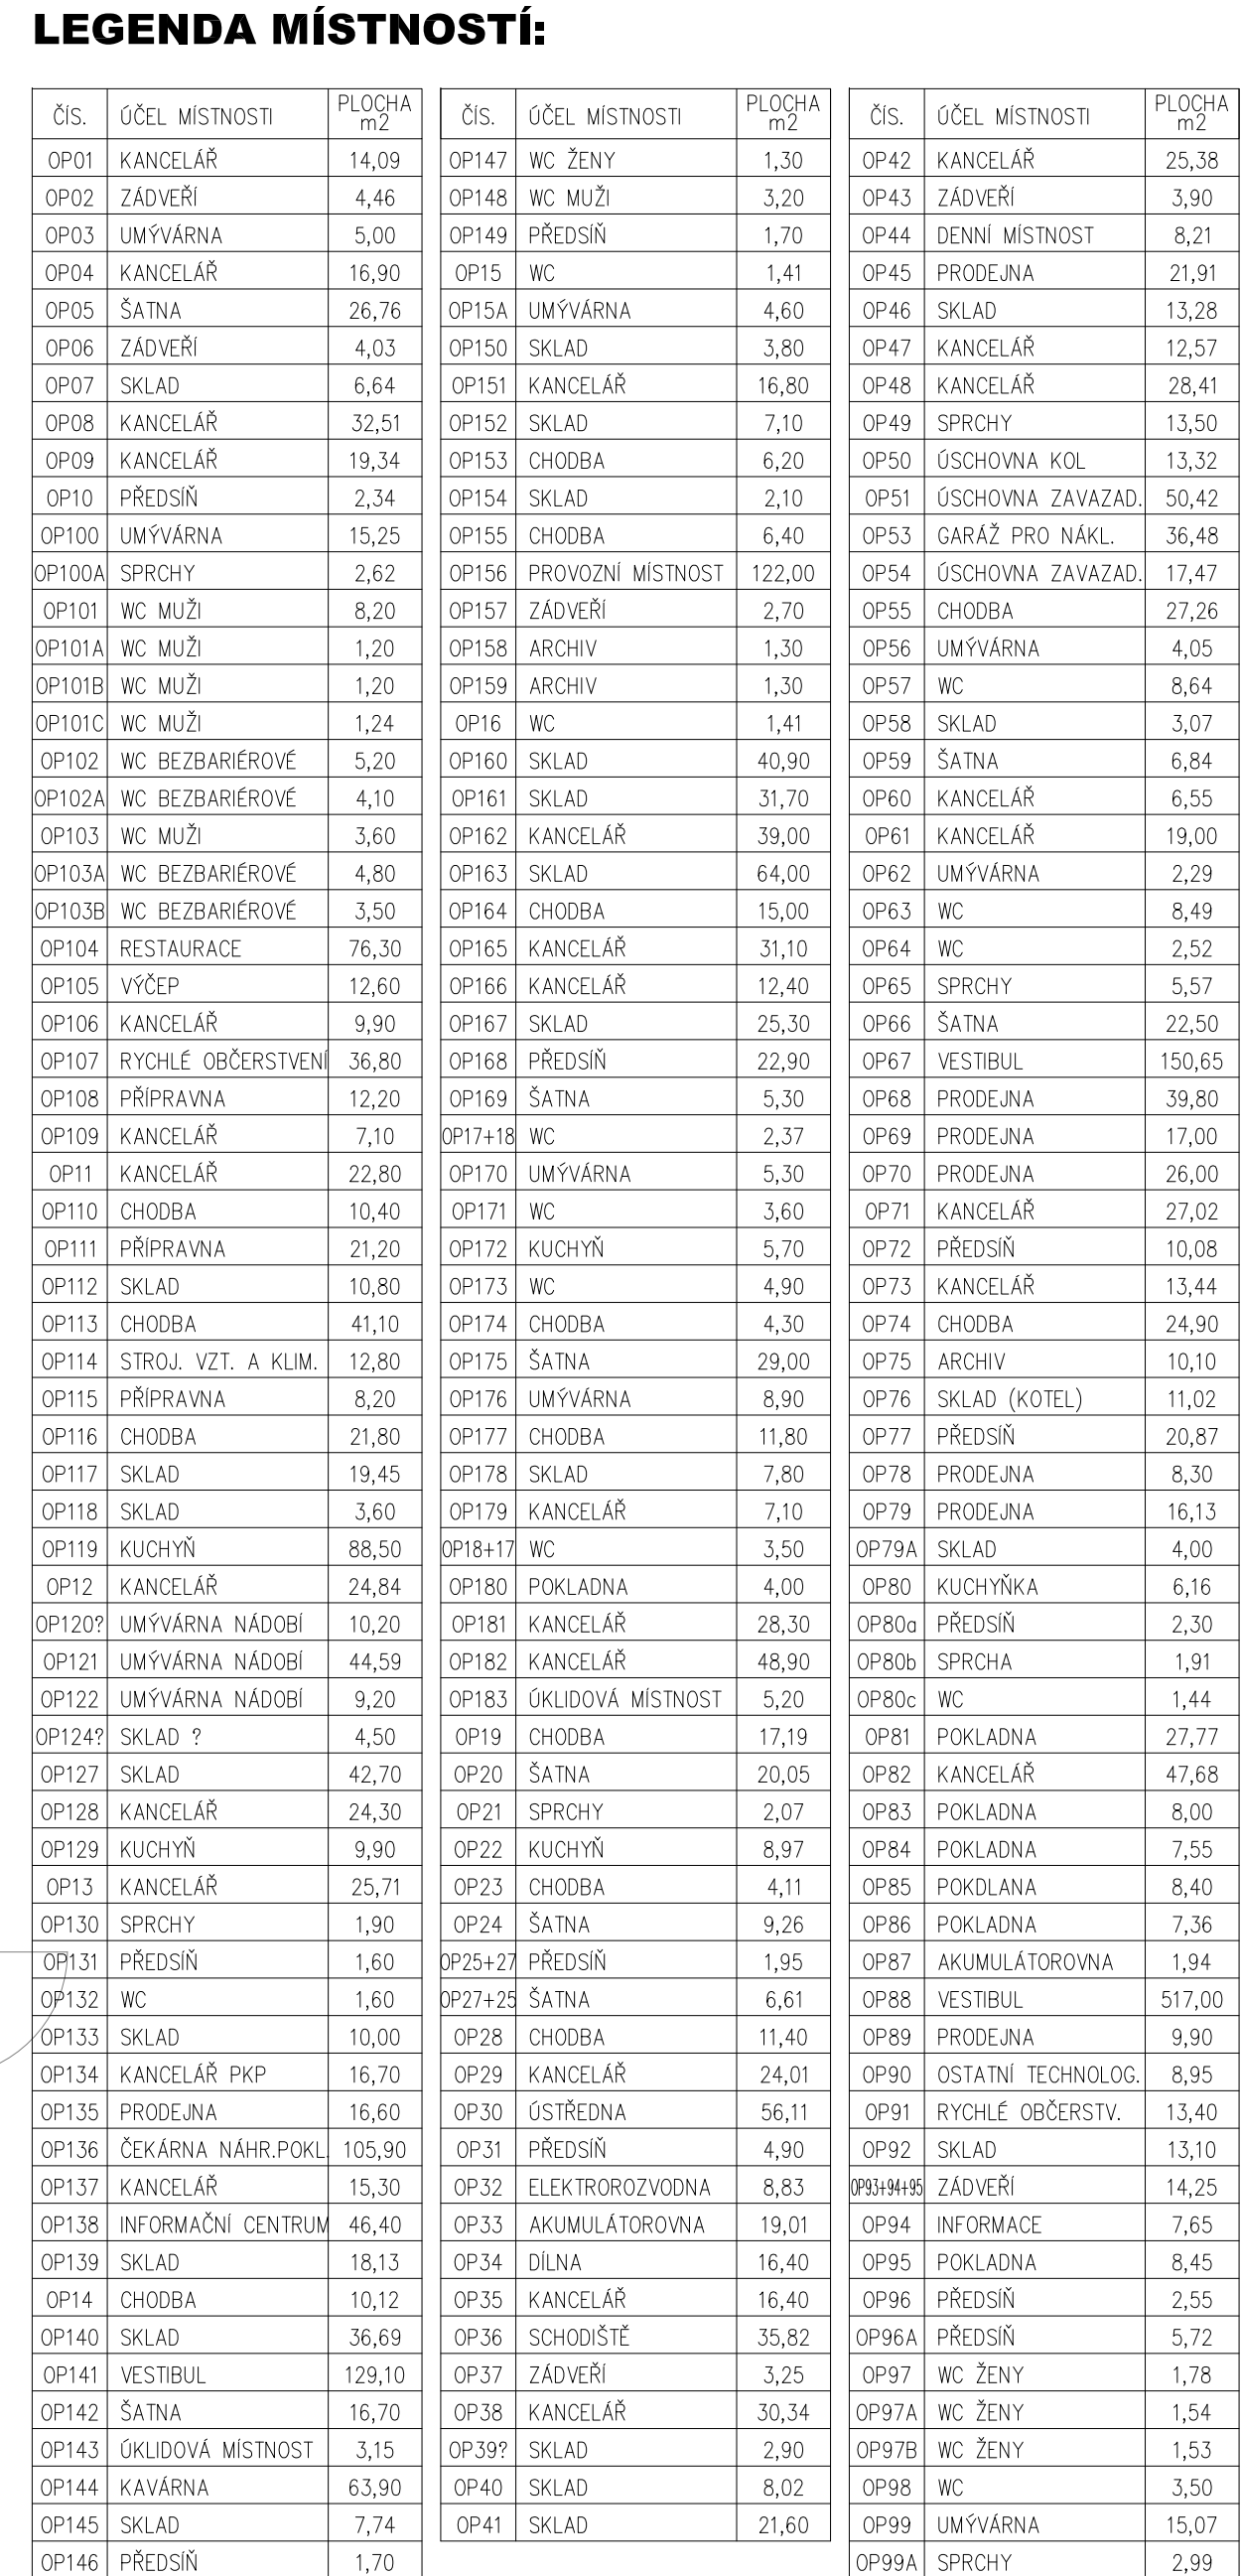 LEGENDA MÍSTNOSTÍ:
ČÍS. ÚČEL MÍSTNOSTI PLOCHA m2
OP01 KANCELÁŘ 14,09
OP02 ZÁDVEŘÍ 4,46
OP03 UMÝVÁRNA 5,00
OP04 KANCELÁŘ 16,90
OP05 ŠATNA 26,76
OP06 ZÁDVEŘÍ 4,03
OP07 SKLAD 6,64
OP08 KANCELÁŘ 32,51
OP09 KANCELÁŘ 19,34
OP10 PŘEDSÍŇ 2,34
OP100 UMÝVÁRNA 15,25
OP100A SPRCHY 2,62
OP101 WC MUŽI 8,20
OP101A WC MUŽI 1,20
OP101B WC MUŽI 1,20
OP101C WC MUŽI 1,24
OP102 WC BEZBARIÉROVÉ 5,20
OP102A WC BEZBARIÉROVÉ 4,10
OP103 WC MUŽI 3,60
OP103A WC BEZBARIÉROVÉ 4,80
OP103B WC BEZBARIÉROVÉ 3,50
OP104 RESTAURACE 76,30
OP105 VÝČEP 12,60
OP106 KANCELÁŘ 9,90
OP107 RYCHLÉ OBČERSTVENÍ 36,80
OP108 PŘÍPRAVNA 12,20
OP109 KANCELÁŘ 7,10
OP11 KANCELÁŘ 22,80
OP110 CHODBA 10,40
OP111 PŘÍPRAVNA 21,20
OP112 SKLAD 10,80
OP113 CHODBA 41,10
OP114 STROJ. VZT. A KLIM. 12,80
OP115 PŘÍPRAVNA 8,20
OP116 CHODBA 21,80
OP117 SKLAD 19,45
OP118 SKLAD 3,60
OP119 KUCHYŇ 88,50
OP12 KANCELÁŘ 24,84
OP120? UMÝVÁRNA NÁDOBÍ 10,20
OP121 UMÝVÁRNA NÁDOBÍ 44,59
OP122 UMÝVÁRNA NÁDOBÍ 9,20
OP124? SKLAD ? 4,50
OP127 SKLAD 42,70
OP128 KANCELÁŘ 24,30
OP129 KUCHYŇ 9,90
OP13 KANCELÁŘ 25,71
OP130 SPRCHY 1,90
OP131 PŘEDSÍŇ 1,60
OP132 WC 1,60
OP133 SKLAD 10,00
OP134 KANCELÁŘ PKP 16,70
OP135 PRODEJNA 16,60
OP136 ČEKÁRNA NÁHR.POKL. 105,90
OP137 KANCELÁŘ 15,30
OP138 INFORMAČNÍ CENTRUM 46,40
OP139 SKLAD 18,13
OP14 CHODBA 10,12
OP140 SKLAD 36,69
OP141 VESTIBUL 129,10
OP142 ŠATNA 16,70
OP143 ÚKLIDOVÁ MÍSTNOST 3,15
OP144 KAVÁRNA 63,90
OP145 SKLAD 7,74
OP146 PŘEDSÍŇ 1,70
ČÍS. ÚČEL MÍSTNOSTI PLOCHA m2
OP147 WC ŽENY 1,30
OP148 WC MUŽI 3,20
OP149 PŘEDSÍŇ 1,70
OP15 WC 1,41
OP15A UMÝVÁRNA 4,60
OP150 SKLAD 3,80
OP151 KANCELÁŘ 16,80
OP152 SKLAD 7,10
OP153 CHODBA 6,20
OP154 SKLAD 2,10
OP155 CHODBA 6,40
OP156 PROVOZNÍ MÍSTNOST 122,00
OP157 ZÁDVEŘÍ 2,70
OP158 ARCHIV 1,30
OP159 ARCHIV 1,30
OP16 WC 1,41
OP160 SKLAD 40,90
OP161 SKLAD 31,70
OP162 KANCELÁŘ 39,00
OP163 SKLAD 64,00
OP164 CHODBA 15,00
OP165 KANCELÁŘ 31,10
OP166 KANCELÁŘ 12,40
OP167 SKLAD 25,30
OP168 PŘEDSÍŇ 22,90
OP169 ŠATNA 5,30
OP17+18 WC 2,37
OP170 UMÝVÁRNA 5,30
OP171 WC 3,60
OP172 KUCHYŇ 5,70
OP173 WC 4,90
OP174 CHODBA 4,30
OP175 ŠATNA 29,00
OP176 UMÝVÁRNA 8,90
OP177 CHODBA 11,80
OP178 SKLAD 7,80
OP179 KANCELÁŘ 7,10
OP18+17 WC 3,50
OP180 POKLADNA 4,00
OP181 KANCELÁŘ 28,30
OP182 KANCELÁŘ 48,90
OP183 ÚKLIDOVÁ MÍSTNOST 5,20
OP19 CHODBA 17,19
OP20 ŠATNA 20,05
OP21 SPRCHY 2,07
OP22 KUCHYŇ 8,97
OP23 CHODBA 4,11
OP24 ŠATNA 9,26
OP25+27 PŘEDSÍŇ 1,95
OP27+25 ŠATNA 6,61
OP28 CHODBA 11,40
OP29 KANCELÁŘ 24,01
OP30 ÚSTŘEDNA 56,11
OP31 PŘEDSÍŇ 4,90
OP32 ELEKTROROZVODNA 8,83
OP33 AKUMULÁTOROVNA 19,01
OP34 DÍLNA 16,40
OP35 KANCELÁŘ 16,40
OP36 SCHODIŠTĚ 35,82
OP37 ZÁDVEŘÍ 3,25
OP38 KANCELÁŘ 30,34
OP39? SKLAD 2,90
OP40 SKLAD 8,02
OP41 SKLAD 21,60
ČÍS. ÚČEL MÍSTNOSTI PLOCHA m2
OP42 KANCELÁŘ 25,38
OP43 ZÁDVEŘÍ 3,90
OP44 DENNÍ MÍSTNOST 8,21
OP45 PRODEJNA 21,91
OP46 SKLAD 13,28
OP47 KANCELÁŘ 12,57
OP48 KANCELÁŘ 28,41
OP49 SPRCHY 13,50
OP50 ÚSCHOVNA KOL 13,32
OP51 ÚSCHOVNA ZAVAZAD. 50,42
OP53 GARÁŽ PRO NÁKL. 36,48
OP54 ÚSCHOVNA ZAVAZAD. 17,47
OP55 CHODBA 27,26
OP56 UMÝVÁRNA 4,05
OP57 WC 8,64
OP58 SKLAD 3,07
OP59 ŠATNA 6,84
OP60 KANCELÁŘ 6,55
OP61 KANCELÁŘ 19,00
OP62 UMÝVÁRNA 2,29
OP63 WC 8,49
OP64 WC 2,52
OP65 SPRCHY 5,57
OP66 ŠATNA 22,50
OP67 VESTIBUL 150,65
OP68 PRODEJNA 39,80
OP69 PRODEJNA 17,00
OP70 PRODEJNA 26,00
OP71 KANCELÁŘ 27,02
OP72 PŘEDSÍŇ 10,08
OP73 KANCELÁŘ 13,44
OP74 CHODBA 24,90
OP75 ARCHIV 10,10
OP76 SKLAD (KOTEL) 11,02
OP77 PŘEDSÍŇ 20,87
OP78 PRODEJNA 8,30
OP79 PRODEJNA 16,13
OP79A SKLAD 4,00
OP80 KUCHYŇKA 6,16
OP80a PŘEDSÍŇ 2,30
OP80b SPRCHA 1,91
OP80c WC 1,44
OP81 POKLADNA 27,77
OP82 KANCELÁŘ 47,68
OP83 POKLADNA 8,00
OP84 POKLADNA 7,55
OP85 POKDLANA 8,40
OP86 POKLADNA 7,36
OP87 AKUMULÁTOROVNA 1,94
OP88 VESTIBUL 517,00
OP89 PRODEJNA 9,90
OP90 OSTATNÍ TECHNOLOG. 8,95
OP91 RYCHLÉ OBČERSTV. 13,40
OP92 SKLAD 13,10
OP93+94+95 ZÁDVEŘÍ 14,25
OP94 INFORMACE 7,65
OP95 POKLADNA 8,45
OP96 PŘEDSÍŇ 2,55
OP96A PŘEDSÍŇ 5,72
OP97 WC ŽENY 1,78
OP97A WC ŽENY 1,54
OP97B WC ŽENY 1,53
OP98 WC 3,50
OP99 UMÝVÁRNA 15,07
OP99A SPRCHY 2,99